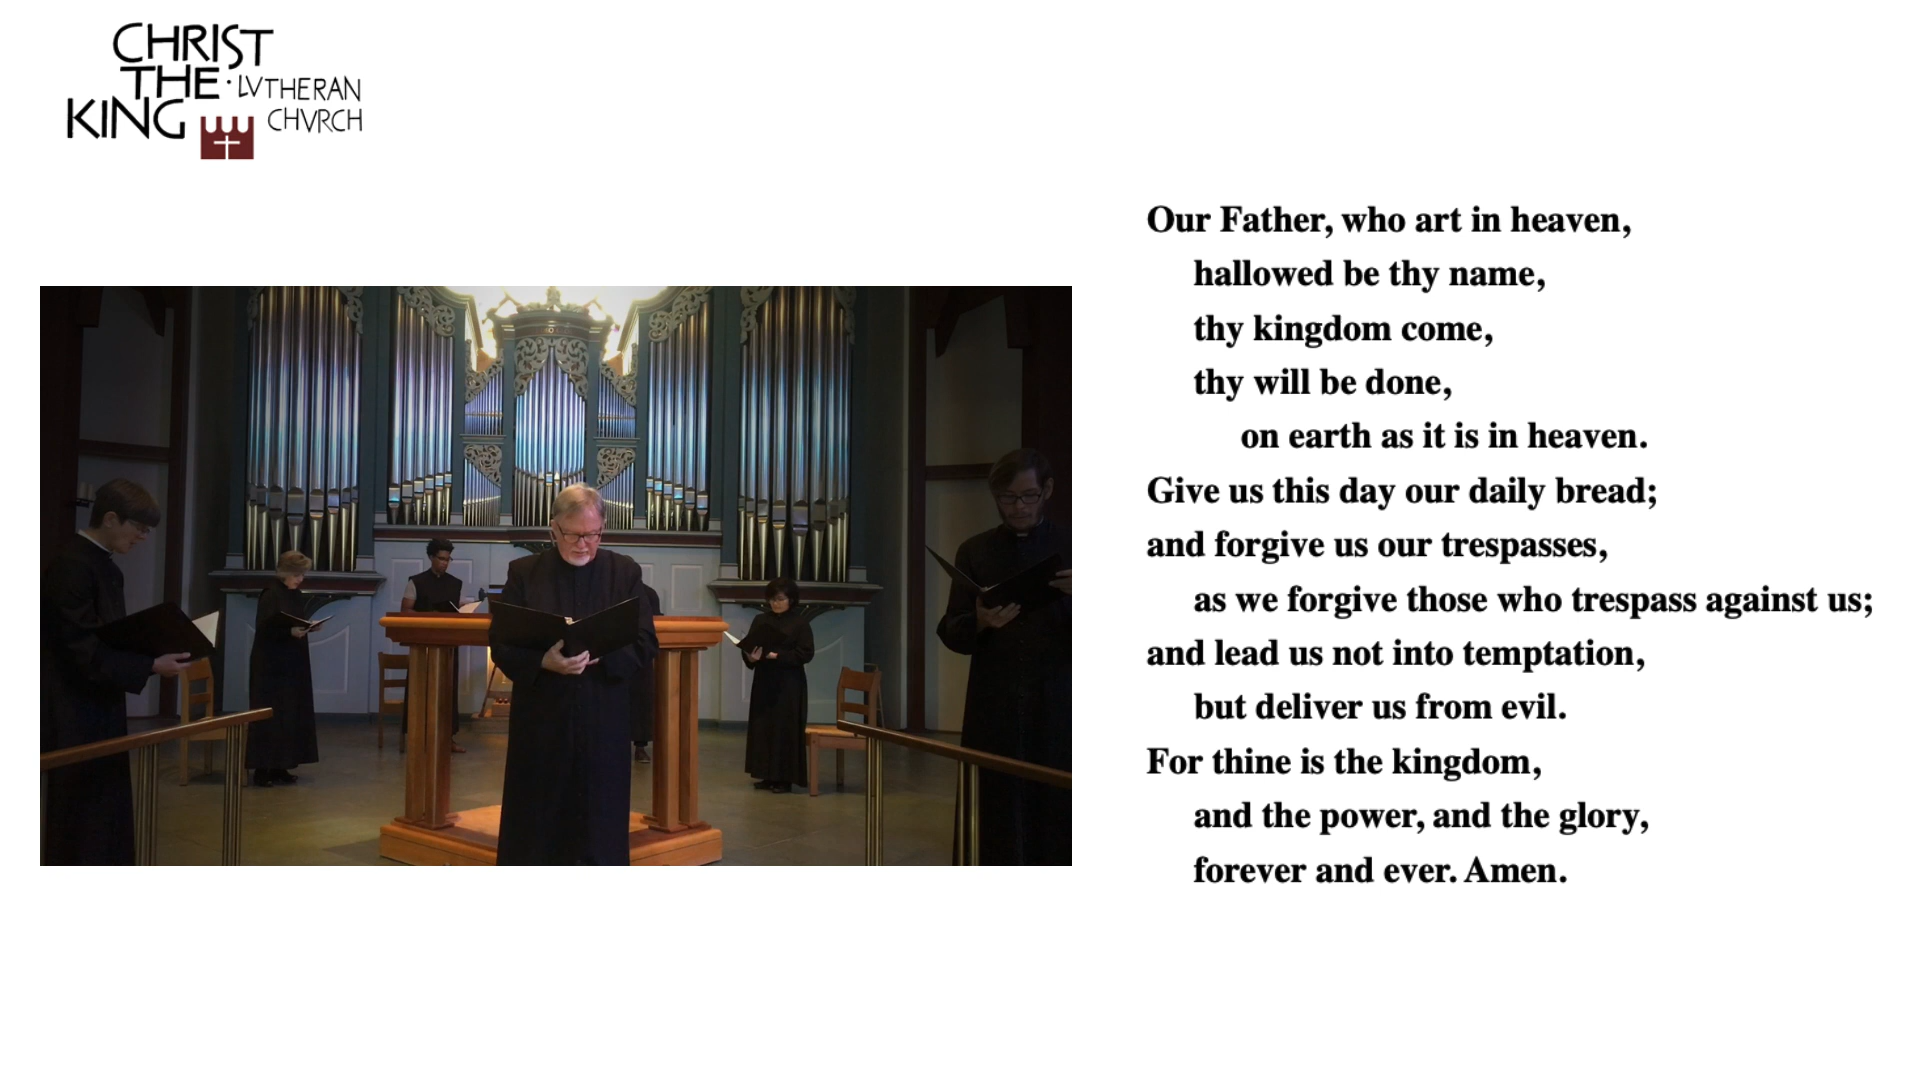 CHRIST
THE · LVTHERAN
KING CHVRCH
Our Father, who art in heaven,
hallowed be thy name,
thy kingdom come,
thy will be done,
on earth as it is in heaven.
Give us this day our daily bread;
and forgive us our trespasses,
as we forgive those who trespass against us;
and lead us not into temptation,
but deliver us from evil.
For thine is the kingdom,
and the power, and the glory,
forever and ever. Amen.